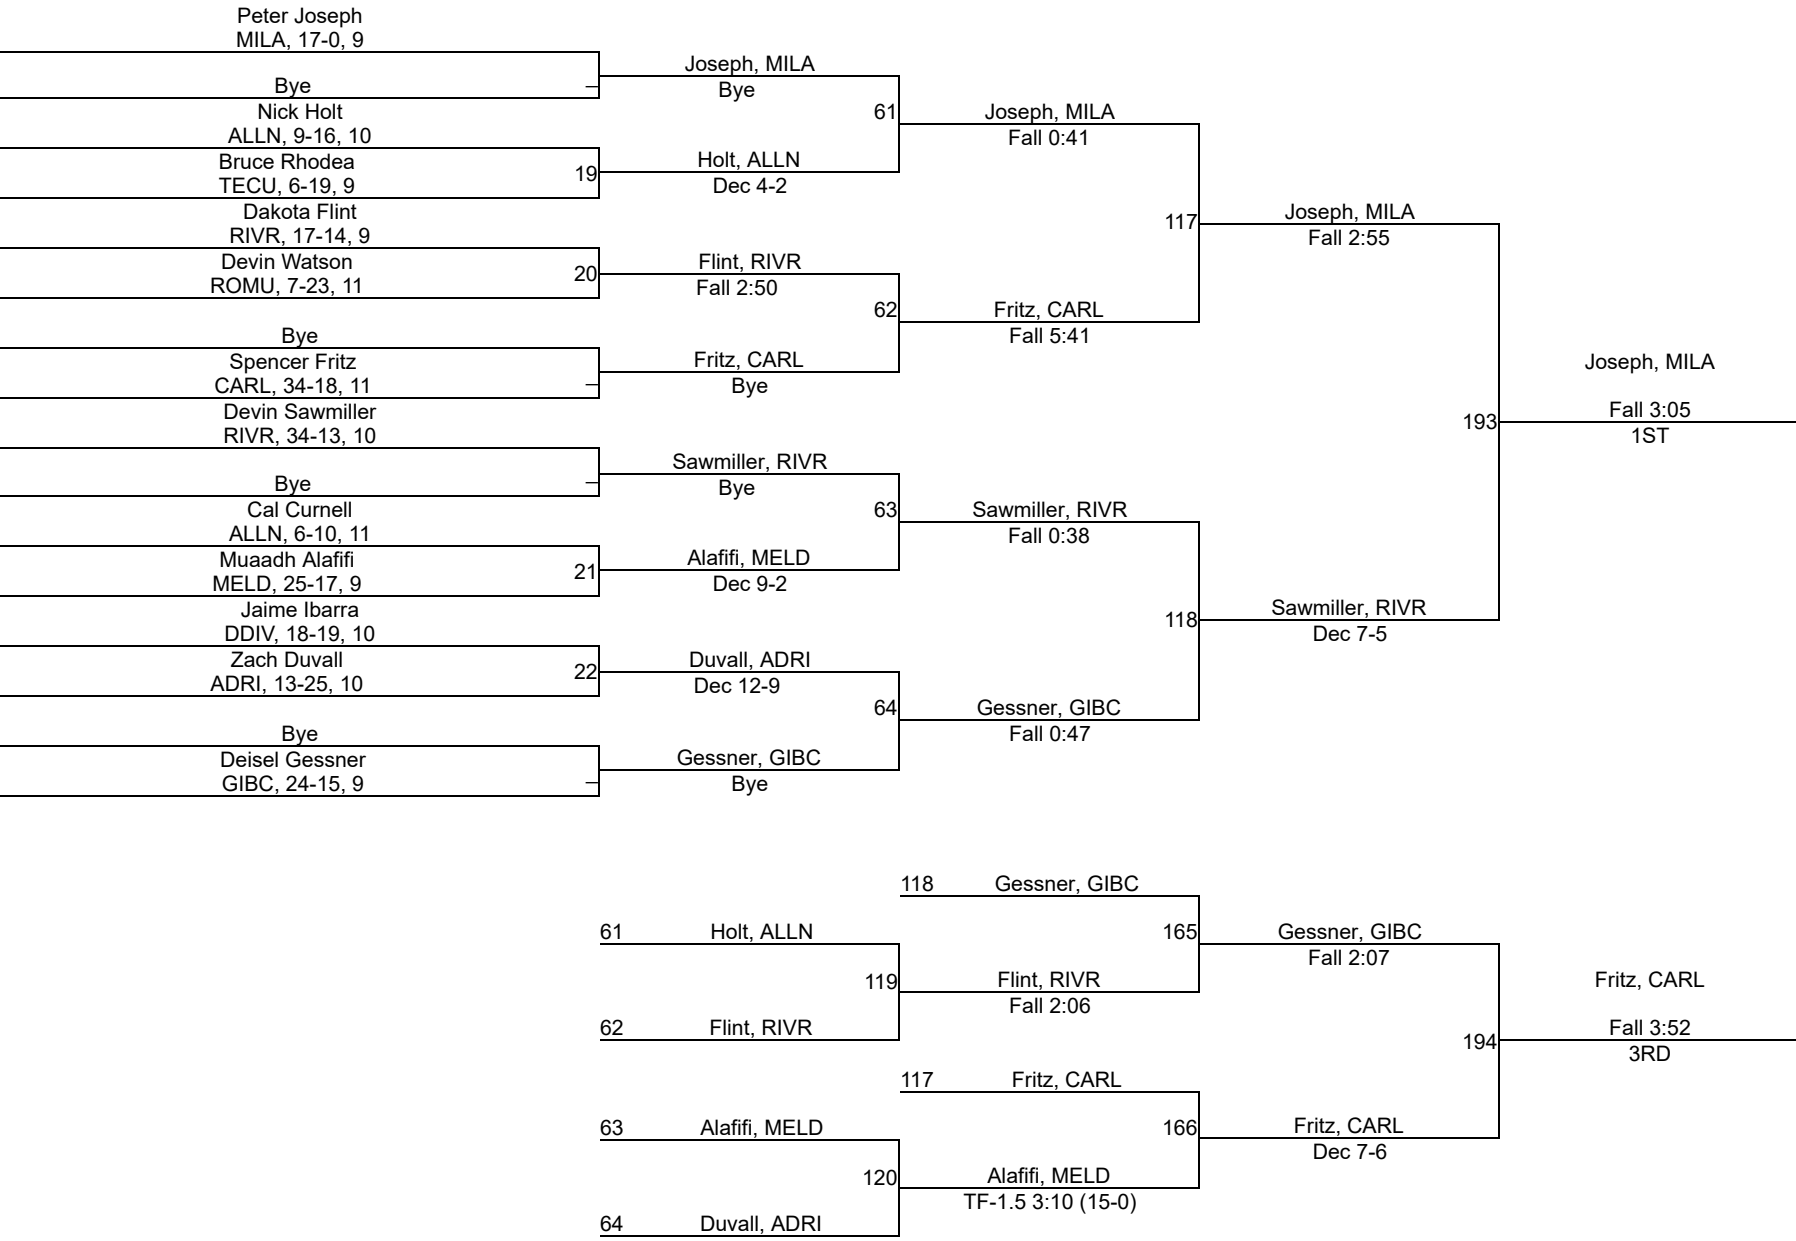 Peter Joseph
MILA, 17-0, 9
Bye
–
Nick Holt
ALLN, 9-16, 10
Bruce Rhodea
TECU, 6-19, 9
19
Dakota Flint
RIVR, 17-14, 9
Devin Watson
ROMU, 7-23, 11
20
Bye
Spencer Fritz
CARL, 34-18, 11
–
Devin Sawmiller
RIVR, 34-13, 10
Bye
–
Cal Curnell
ALLN, 6-10, 11
Muaadh Alafifi
MELD, 25-17, 9
21
Jaime Ibarra
DDIV, 18-19, 10
Zach Duvall
ADRI, 13-25, 10
22
Bye
Deisel Gessner
GIBC, 24-15, 9
–
Joseph, MILA
Bye
61
Holt, ALLN
Dec 4-2
Flint, RIVR
Fall 2:50
62
Fritz, CARL
Bye
Sawmiller, RIVR
Bye
63
Alafifi, MELD
Dec 9-2
Duvall, ADRI
Dec 12-9
64
Gessner, GIBC
Bye
Joseph, MILA
Fall 0:41
117
Fritz, CARL
Fall 5:41
Sawmiller, RIVR
Fall 0:38
118
Gessner, GIBC
Fall 0:47
Joseph, MILA
Fall 2:55
193
Sawmiller, RIVR
Dec 7-5
Joseph, MILA
Fall 3:05
1ST
61 Holt, ALLN
119
62 Flint, RIVR
63 Alafifi, MELD
120
64 Duvall, ADRI
118 Gessner, GIBC
165
Flint, RIVR
Fall 2:06
117 Fritz, CARL
166
Alafifi, MELD
TF-1.5 3:10 (15-0)
Gessner, GIBC
Fall 2:07
194
Fritz, CARL
Dec 7-6
Fritz, CARL
Fall 3:52
3RD